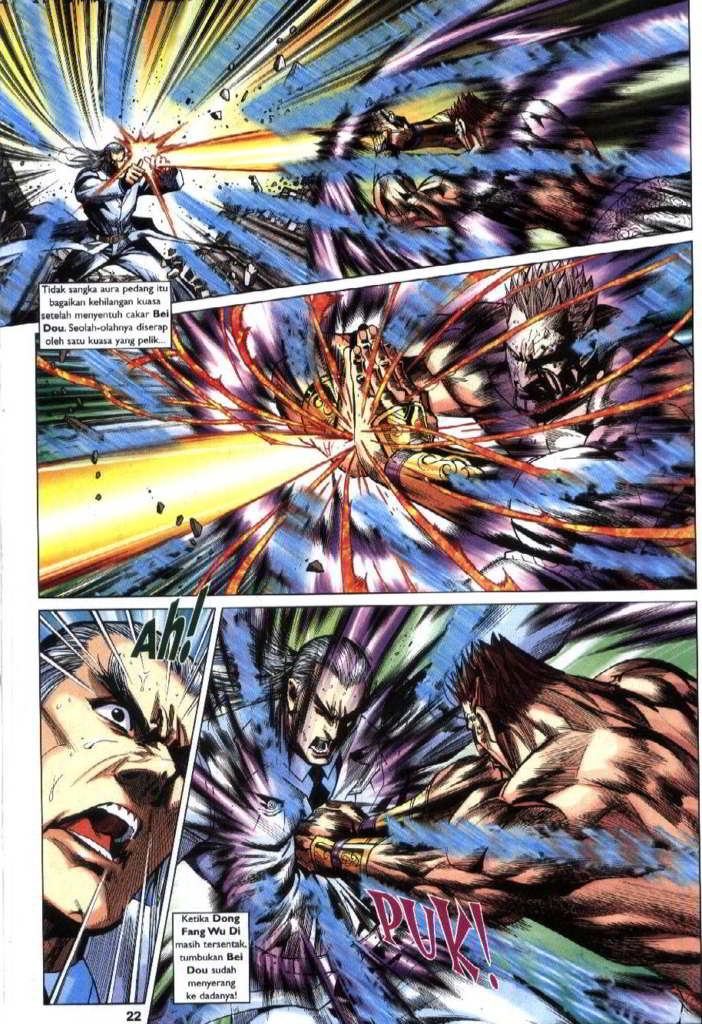 Tidak sangka aura pedang itu
bagaikan kehilangan kuasa
setelah menyentuh cakar Bei
Dou. Seolah-olahnya diserap
oleh satu kuasa yang pelik...
Ah!
Ketika Dong
Fang Wu Di
masih tersentak,
tumbukan Bei
Dou sudah
menyerang
ke dadanya!
PUK!
22